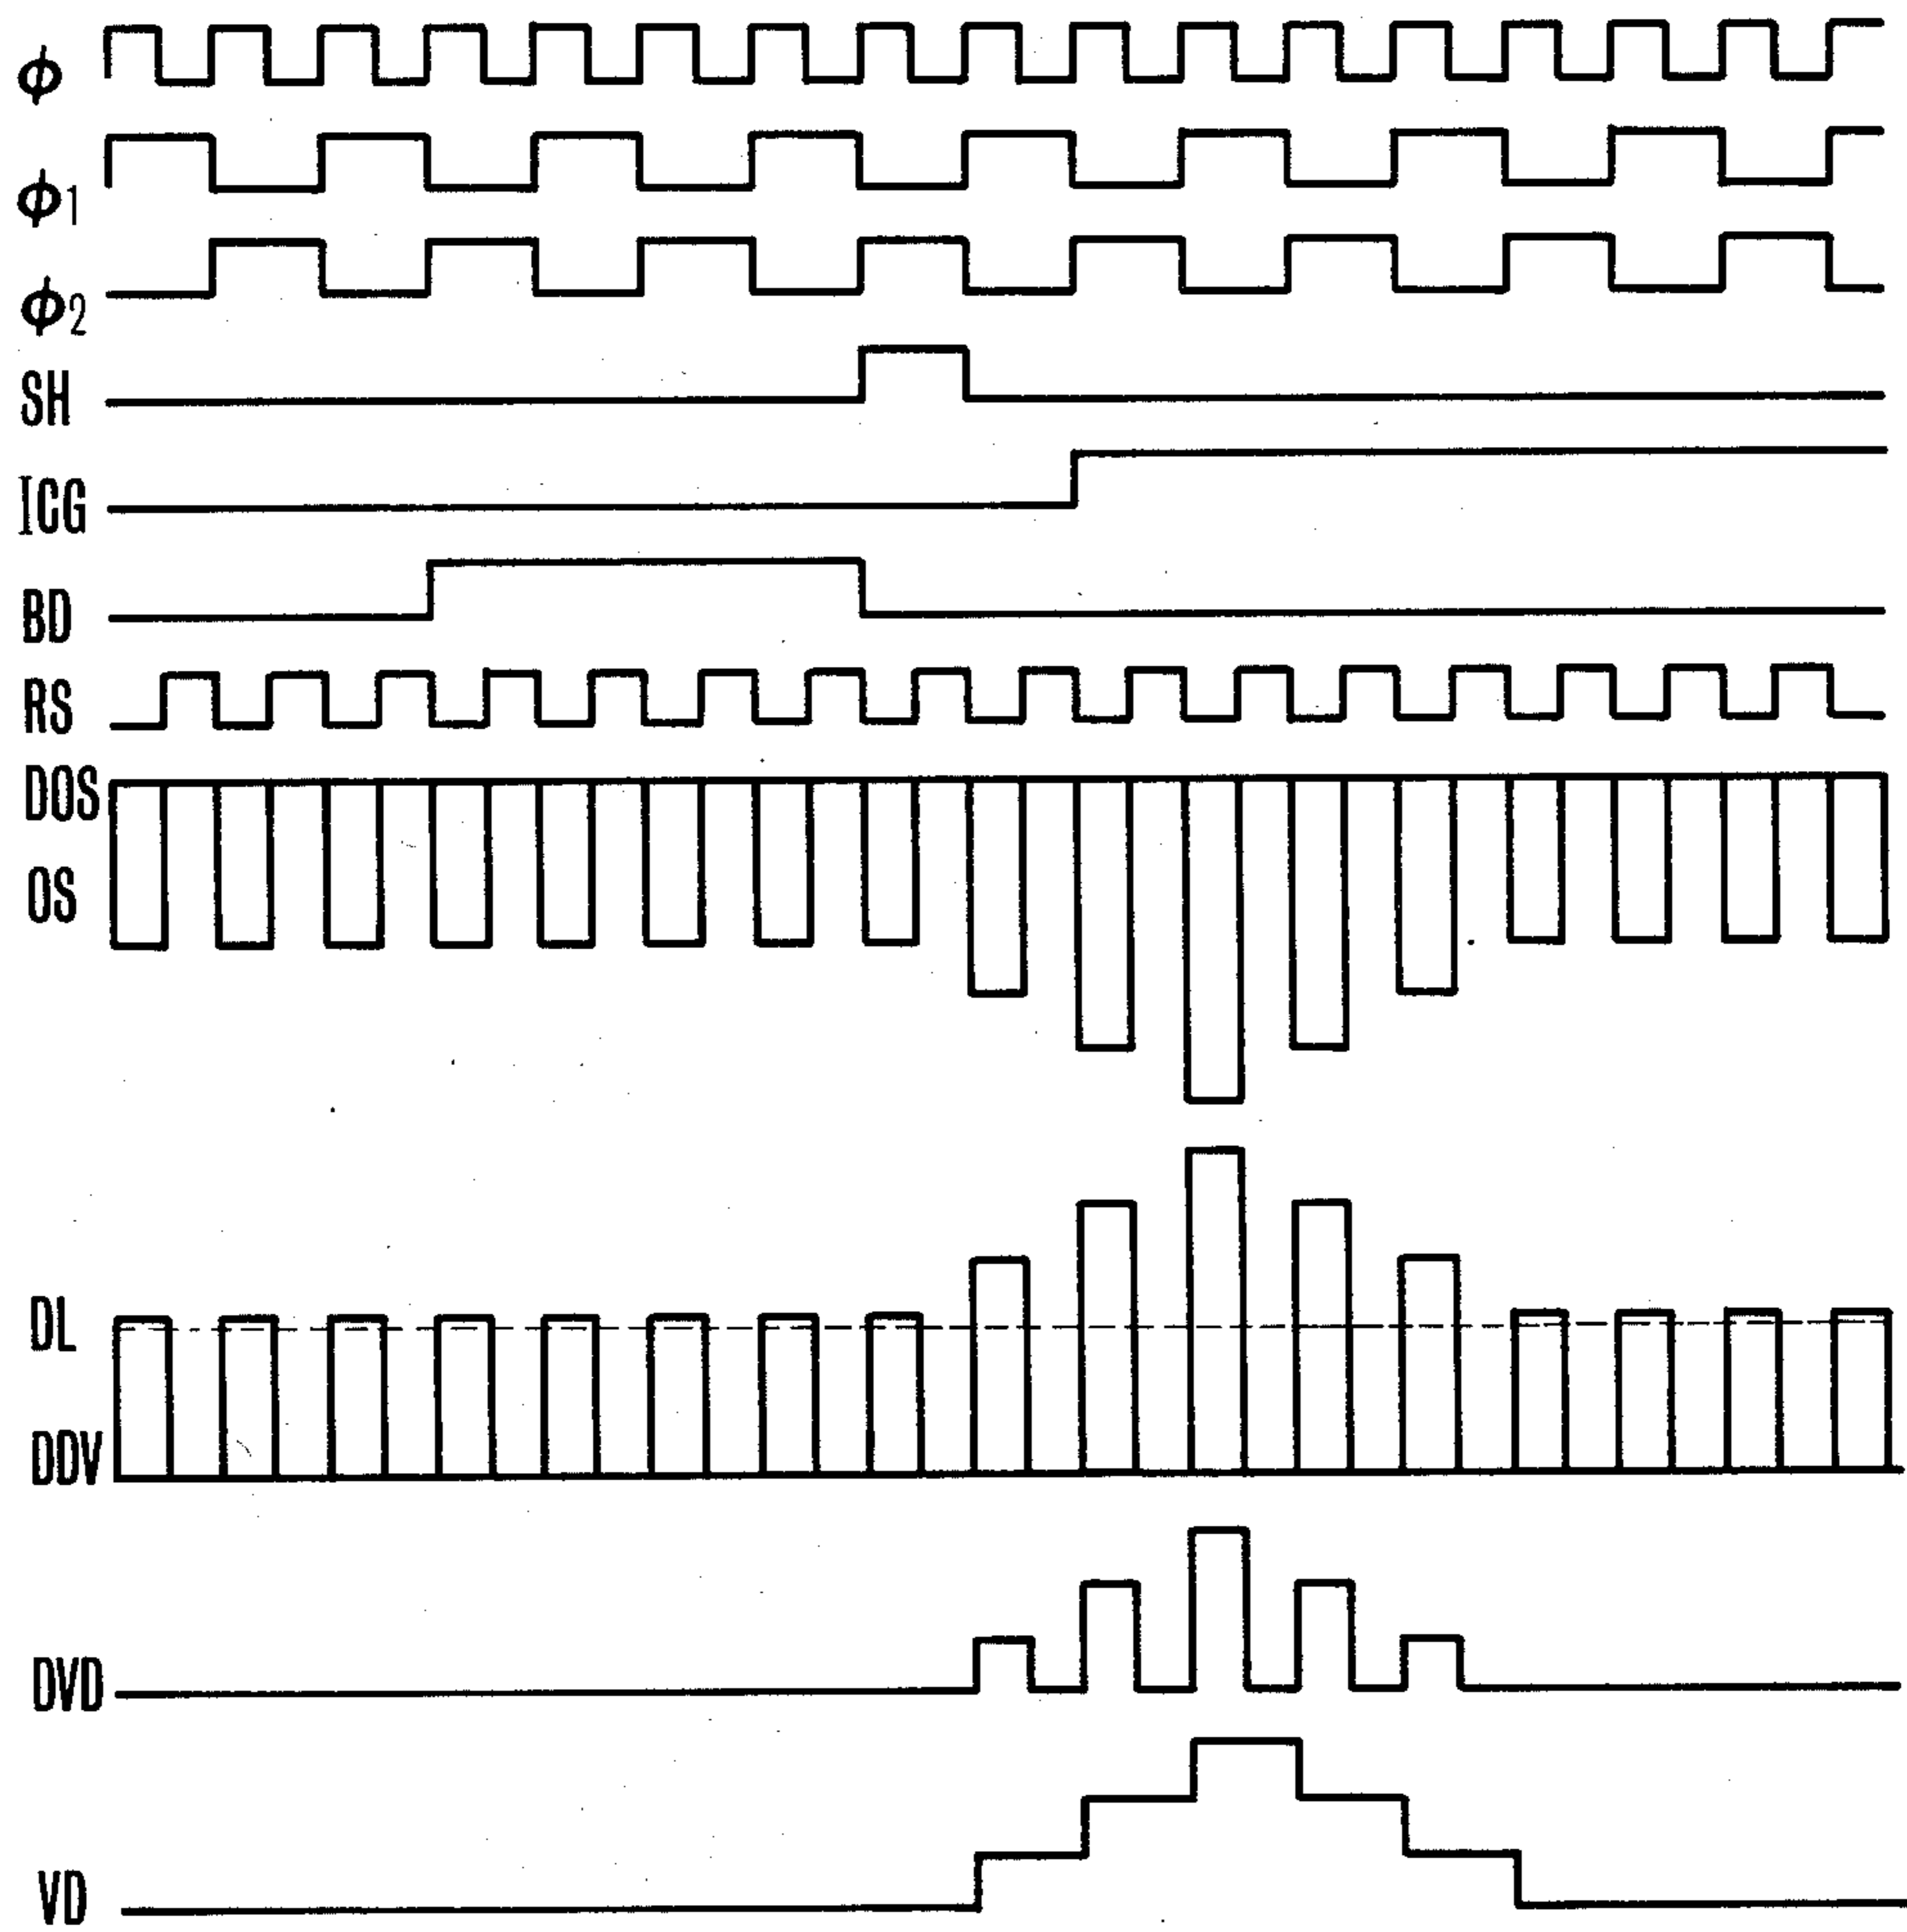 ϕ
ϕ1
ϕ2
SH
ICG
BD
RS
DOS
OS
DL
DDV
DVD
VD